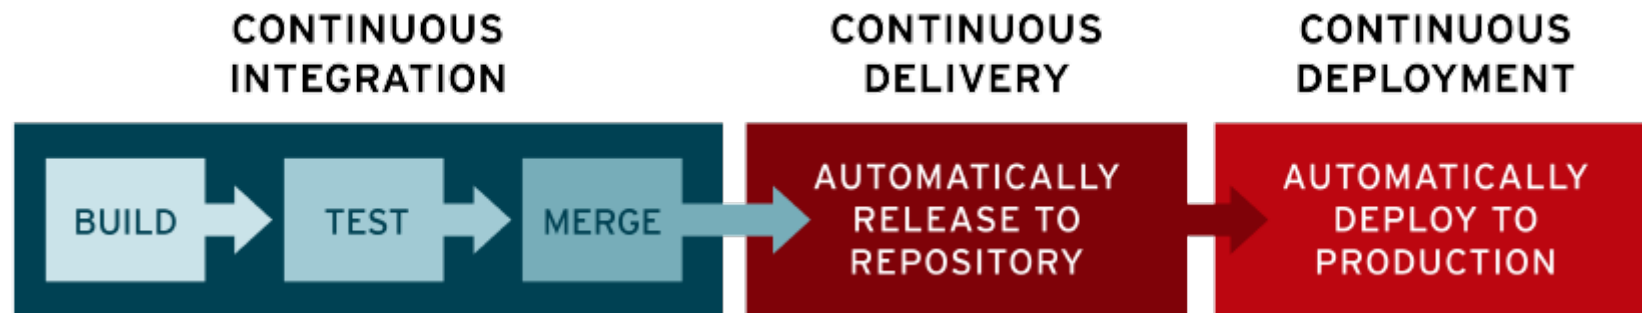 CONTINUOUS
INTEGRATION
CONTINUOUS
DELIVERY
CONTINUOUS
DEPLOYMENT
BUILD
TEST
MERGE
AUTOMATICALLY
RELEASE TO
REPOSITORY
AUTOMATICALLY
DEPLOY TO
PRODUCTION